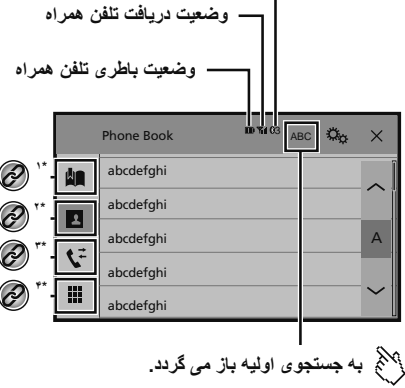 وضعیت دریافت تلفن همراه
وضعیت باطری تلفن همراه
Phone Book
ABC
abcdefghi
abcdefghi
abcdefghi
abcdefghi
abcdefghi
A
۱*
۲*
۳*
۴*
به جستجوی اولیه باز می گردد.